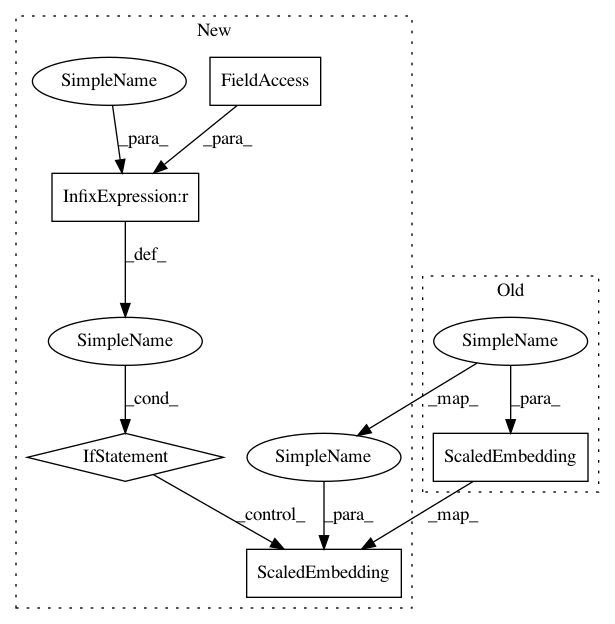 New
SimpleName
FieldAccess
_para_
_para_
InfixExpression:r
_def_
Old
SimpleName
SimpleName
_cond_
_map_
_para_
IfStatement
SimpleName
ScaledEmbedding
_control_
_para_
_map_
ScaledEmbedding